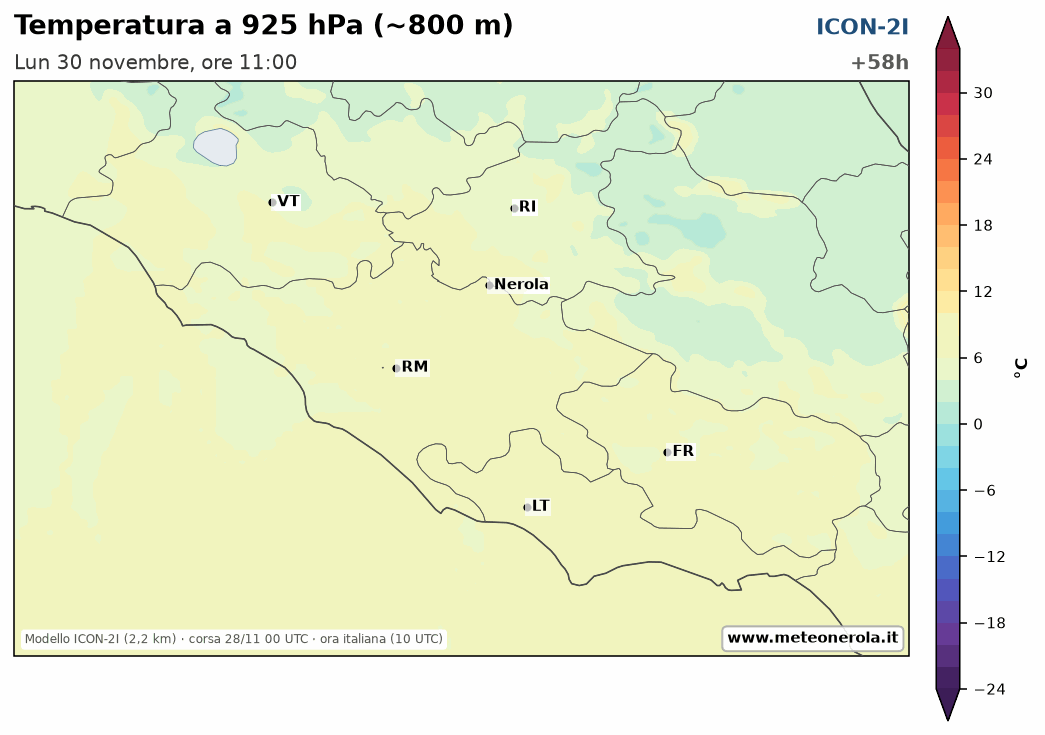 Temperatura a 925 hPa (~800 m)
ICON-2I
Lun 30 novembre, ore 11:00
+58h
30
24
18
12
6
0
−6
−12
−18
−24
°C
VT
RI
Nerola
RM
FR
LT
Modello ICON-2I (2,2 km) · corsa 28/11 00 UTC · ora italiana (10 UTC)
www.meteonerola.it